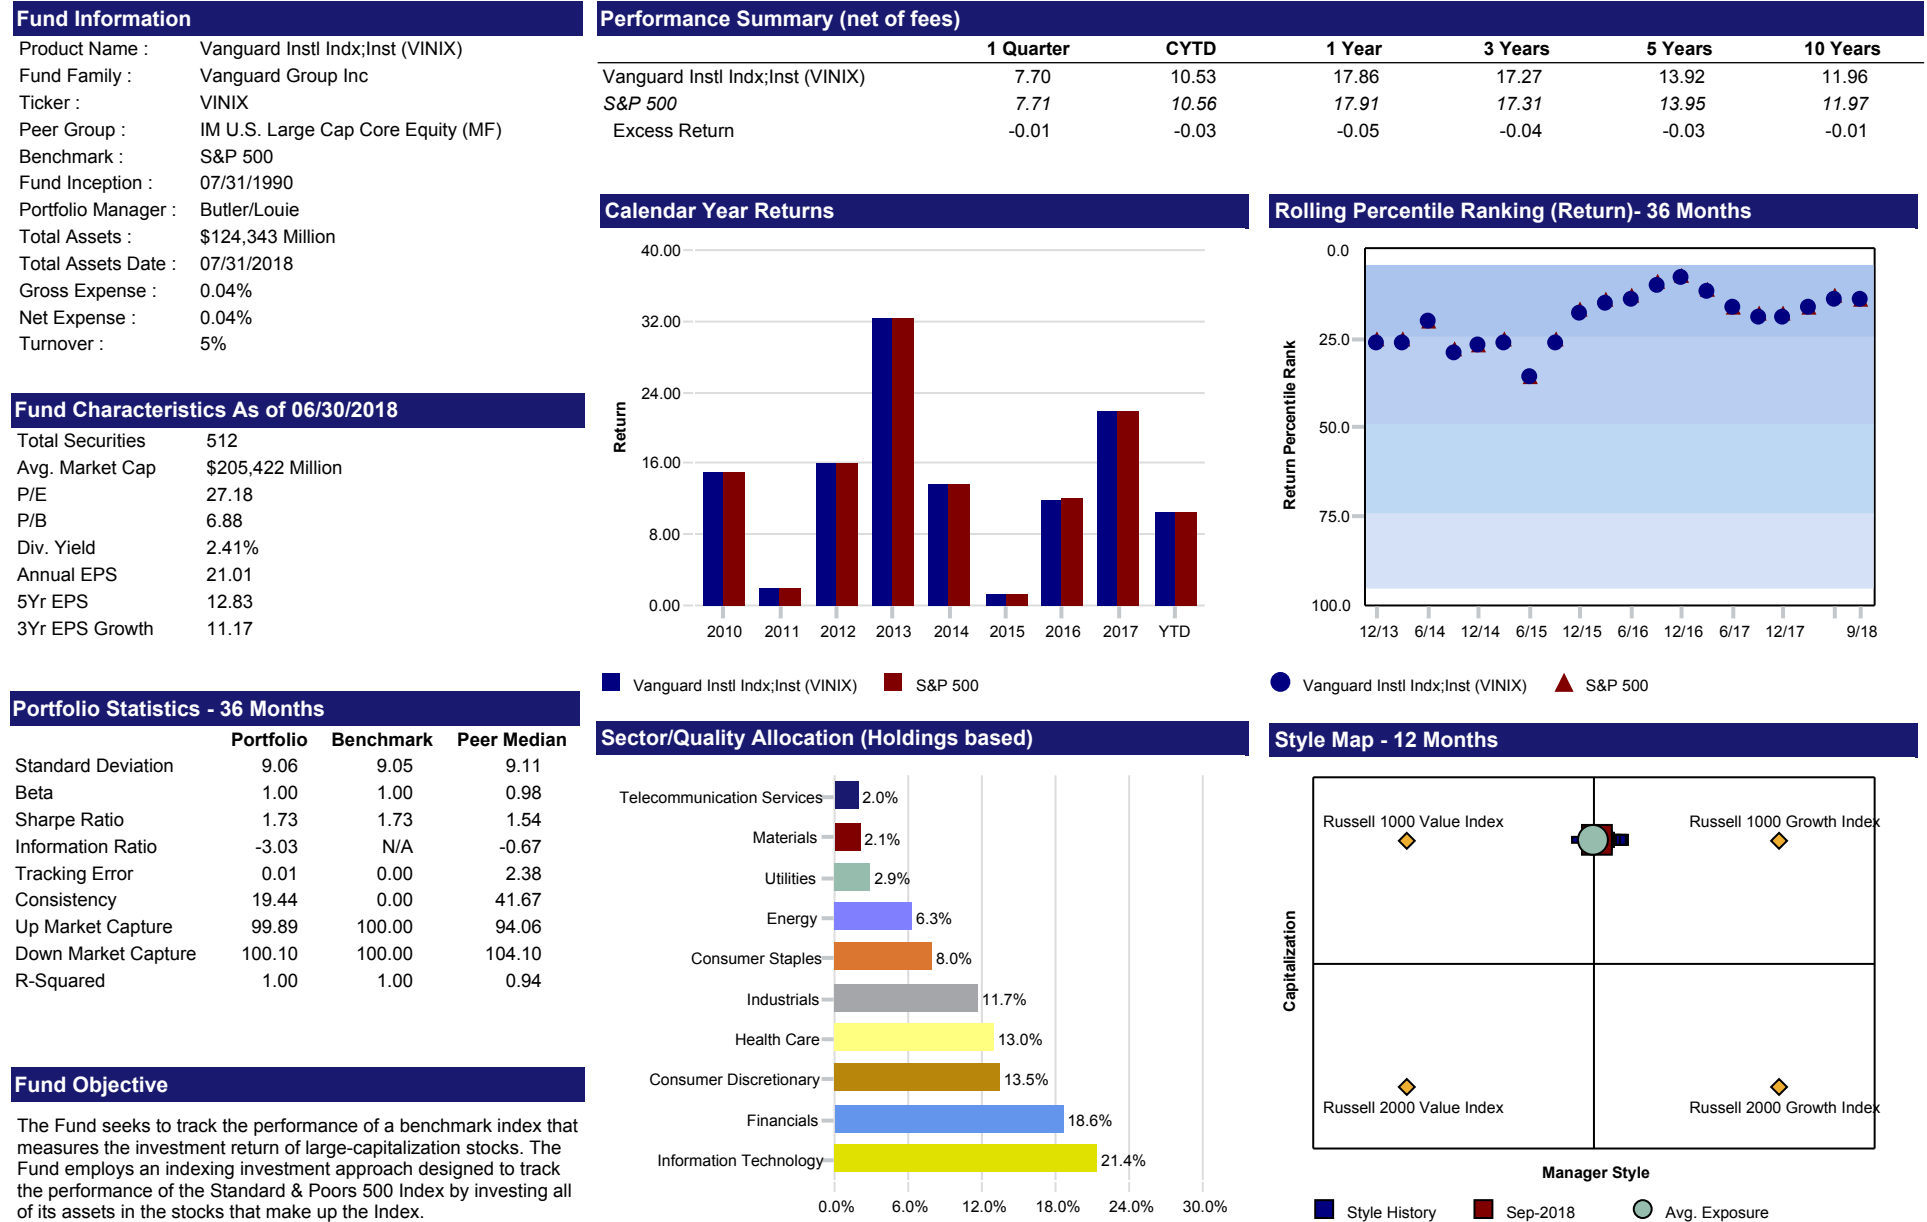 Fund Information
Product Name : Vanguard Instl Indx;Inst (VINIX)
Fund Family : Vanguard Group Inc
Ticker : VINIX
Peer Group : IM U.S. Large Cap Core Equity (MF)
Benchmark : S&P 500
Fund Inception : 07/31/1990
Portfolio Manager : Butler/Louie
Total Assets : $124,343 Million
Total Assets Date : 07/31/2018
Gross Expense : 0.04%
Net Expense : 0.04%
Turnover : 5%
Fund Characteristics As of 06/30/2018
Total Securities 512
Avg. Market Cap $205,422 Million
P/E 27.18
P/B 6.88
Div. Yield 2.41%
Annual EPS 21.01
5Yr EPS 12.83
3Yr EPS Growth 11.17
Portfolio Statistics - 36 Months
Portfolio Benchmark Peer Median
Standard Deviation 9.06 9.05 9.11
Beta 1.00 1.00 0.98
Sharpe Ratio 1.73 1.73 1.54
Information Ratio -3.03 N/A -0.67
Tracking Error 0.01 0.00 2.38
Consistency 19.44 0.00 41.67
Up Market Capture 99.89 100.00 94.06
Down Market Capture 100.10 100.00 104.10
R-Squared 1.00 1.00 0.94
Fund Objective
The Fund seeks to track the performance of a benchmark index that
measures the investment return of large-capitalization stocks. The
Fund employs an indexing investment approach designed to track
the performance of the Standard & Poors 500 Index by investing all
of its assets in the stocks that make up the Index.
Performance Summary (net of fees)
1 Quarter CYTD 1 Year 3 Years 5 Years 10 Years
Vanguard Instl Indx;Inst (VINIX) 7.70 10.53 17.86 17.27 13.92 11.96
S&P 500 7.71 10.56 17.91 17.31 13.95 11.97
Excess Return -0.01 -0.03 -0.05 -0.04 -0.03 -0.01
Calendar Year Returns
Return
40.00
32.00
24.00
16.00
8.00
0.00
2010 2011 2012 2013 2014 2015 2016 2017 YTD
Vanguard Instl Indx;Inst (VINIX) S&P 500
Rolling Percentile Ranking (Return)- 36 Months
Return Percentile Rank
0.0
25.0
50.0
75.0
100.0
12/13 6/14 12/14 6/15 12/15 6/16 12/16 6/17 12/17 9/18
Vanguard Instl Indx;Inst (VINIX) S&P 500
Sector/Quality Allocation (Holdings based)
Telecommunication Services 2.0%
Materials 2.1%
Utilities 2.9%
Energy 6.3%
Consumer Staples 8.0%
Industrials 11.7%
Health Care 13.0%
Consumer Discretionary 13.5%
Financials 18.6%
Information Technology 21.4%
0.0% 6.0% 12.0% 18.0% 24.0% 30.0%
Style Map - 12 Months
Capitalization
Russell 1000 Value Index Russell 1000 Growth Index
Russell 2000 Value Index Russell 2000 Growth Index
Manager Style
Style History Sep-2018 Avg. Exposure